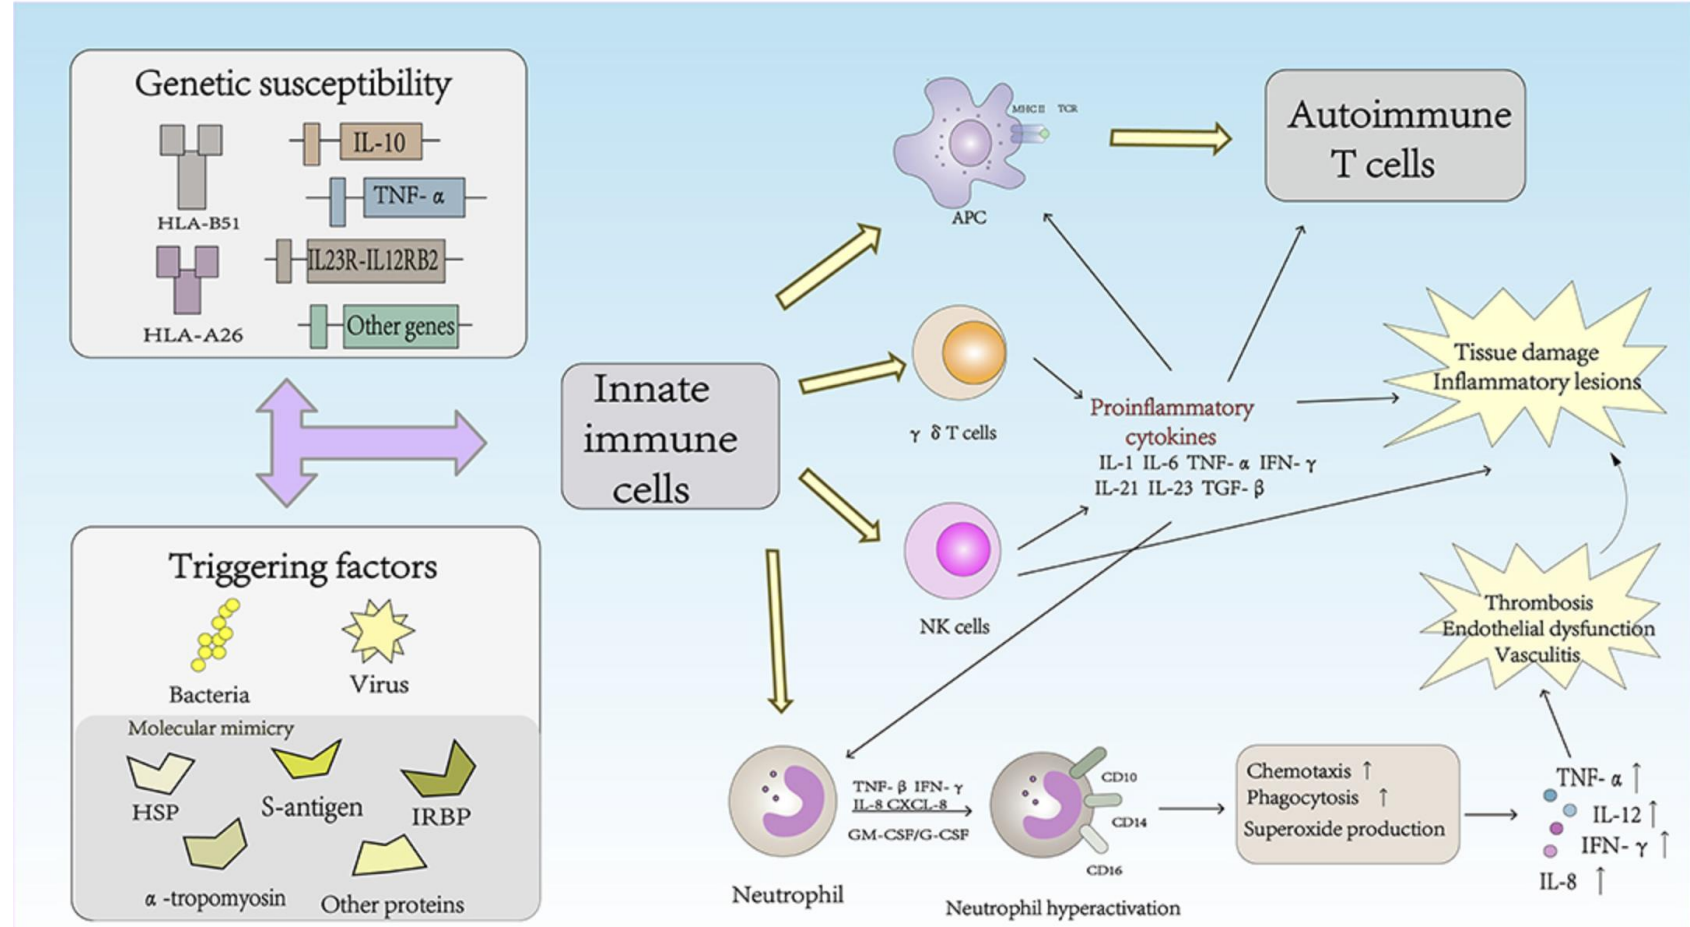 Genetic susceptibility
HLA-B51
HLA-A26
IL-10
TNF- α
IL23R-IL12RB2
Other genes
Triggering factors
Bacteria
Virus
Molecular mimicry
HSP
S-antigen
IRBP
α -tropomyosin
Other proteins
Innate
immune
cells
MHC II
TCR
APC
Autoimmune
T cells
γ δ T cells
NK cells
Proinflammatory
cytokines
IL-1 IL-6 TNF- α IFN- γ
IL-21 IL-23 TGF- β
Tissue damage
Inflammatory lesions
Thrombosis
Endothelial dysfunction
Vasculitis
Neutrophil
TNF- β IFN- γ
IL-8 CXCL-8
GM-CSF/G-CSF
CD10
CD14
CD16
Neutrophil hyperactivation
Chemotaxis ↑
Phagocytosis ↑
Superoxide production
TNF- α ↑
IL-12 ↑
IFN- γ ↑
IL-8 ↑